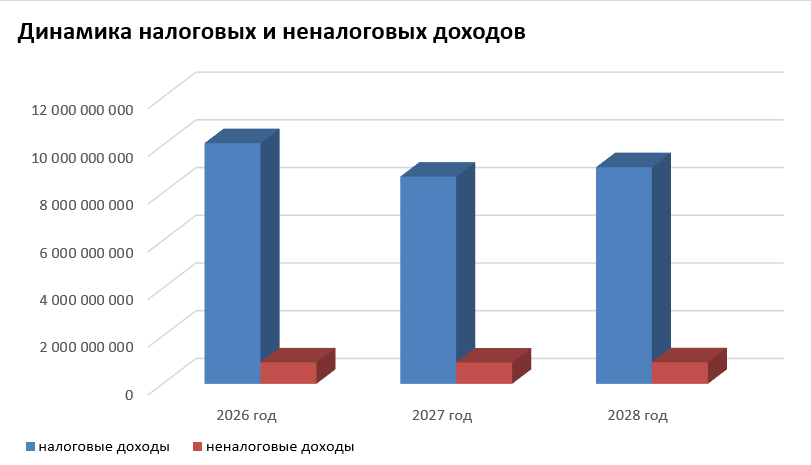 Динамика налоговых и неналоговых доходов
12 000 000 000
10 000 000 000
8 000 000 000
6 000 000 000
4 000 000 000
2 000 000 000
0
2026 год 2027 год 2028 год
налоговые доходы неналоговые доходы